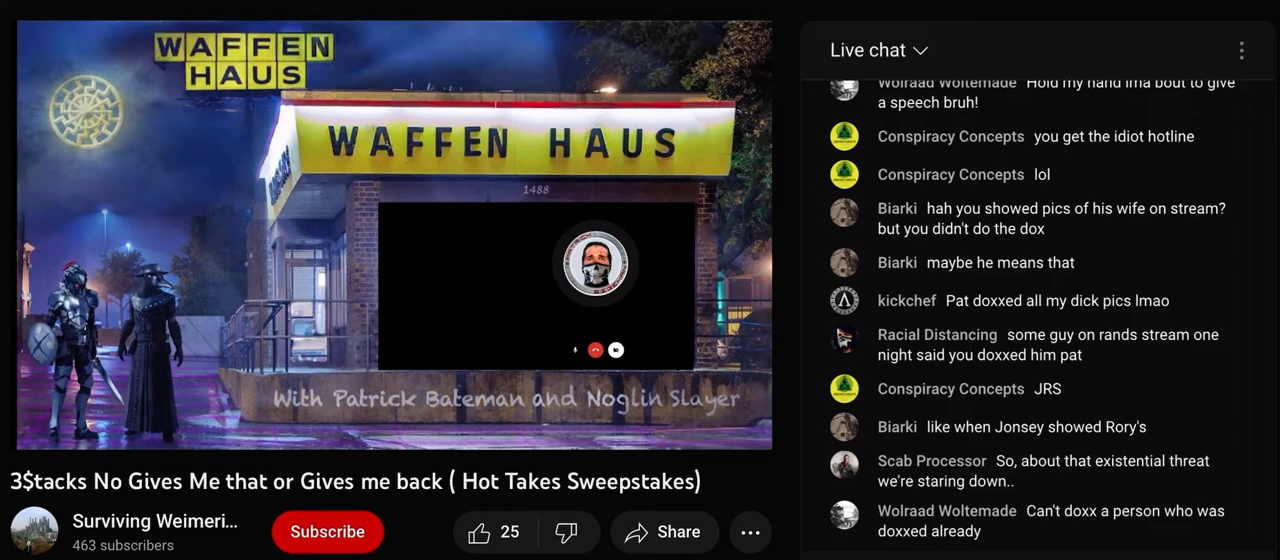 WAFFEN
HAUS
WAFFEN HAUS
1488
With Patrick Bateman and Noglin Slayer
3$tacks No Gives Me that or Gives me back ( Hot Takes Sweepstakes)
Surviving Weimeri...
463 subscribers
Subscribe
25
Share
Live chat
Wolraad Woltemade Hold my hand ima bout to give
a speech bruh!
Conspiracy Concepts you get the idiot hotline
Conspiracy Concepts lol
Biarki hah you showed pics of his wife on stream?
but you didn't do the dox
Biarki maybe he means that
kickchef Pat doxxed all my dick pics lmao
Racial Distancing some guy on rands stream one
night said you doxxed him pat
Conspiracy Concepts JRS
Biarki like when Jonsey showed Rory's
Scab Processor So, about that existential threat
we're staring down..
Wolraad Woltemade Can't doxx a person who was
doxxed already